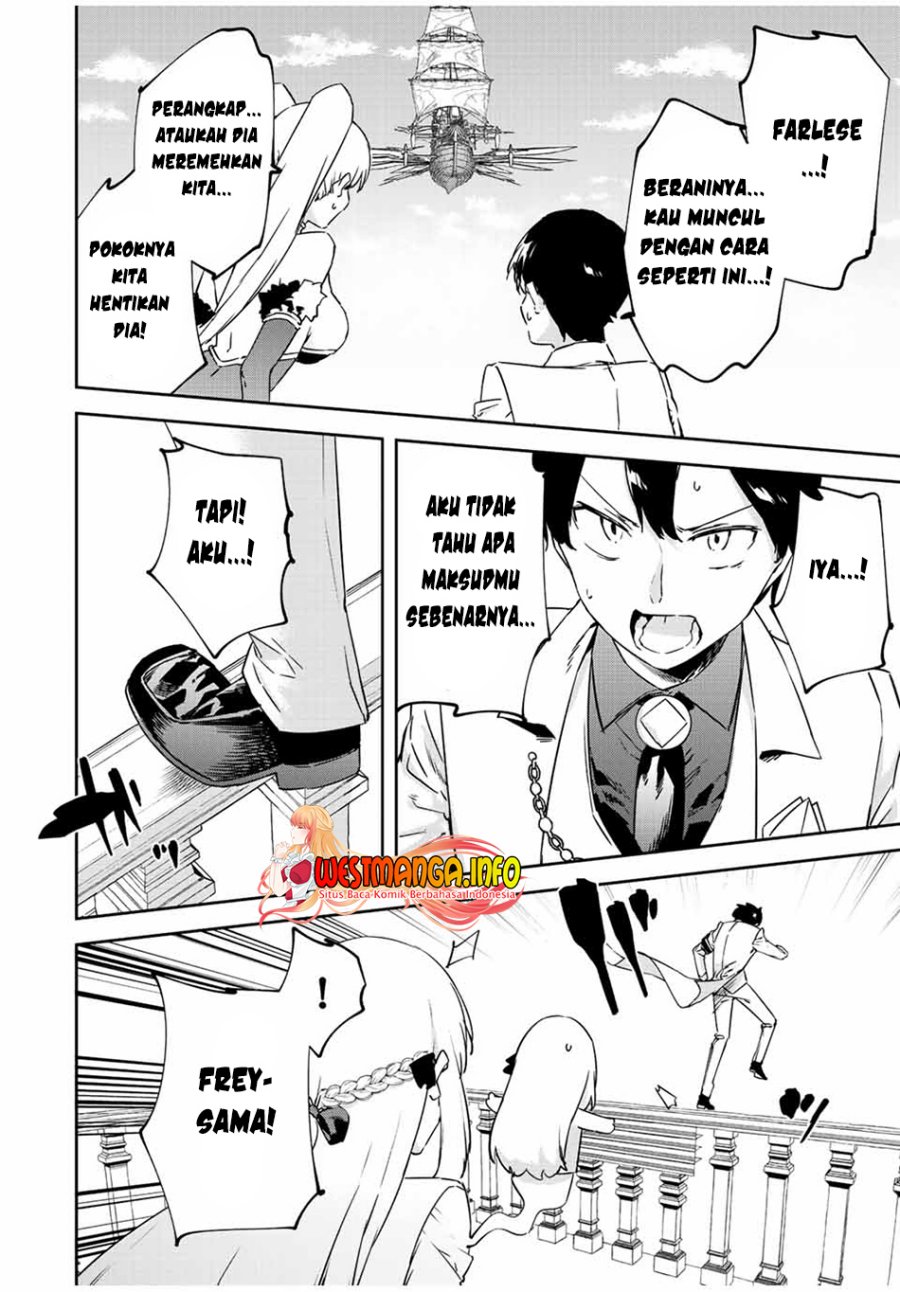 FARLESE
...!
BERANINYA...
KAU MUNCUL
DENGAN CARA
SEPERTI INI...!
PERANGKAP...
ATAUKAH DIA
MEREMEHKAN
KITA...
POKOKNYA
KITA
HENTIKAN
DIA!
IYA...!
AKU TIDAK
TAHU APA
MAKSUDMU
SEBENARNYA...
TAPI!
AKU...!
WESTMANGA.INFO
Situs Baca Komik Berbahasa Indonesia
!
FREY-
SAMA!